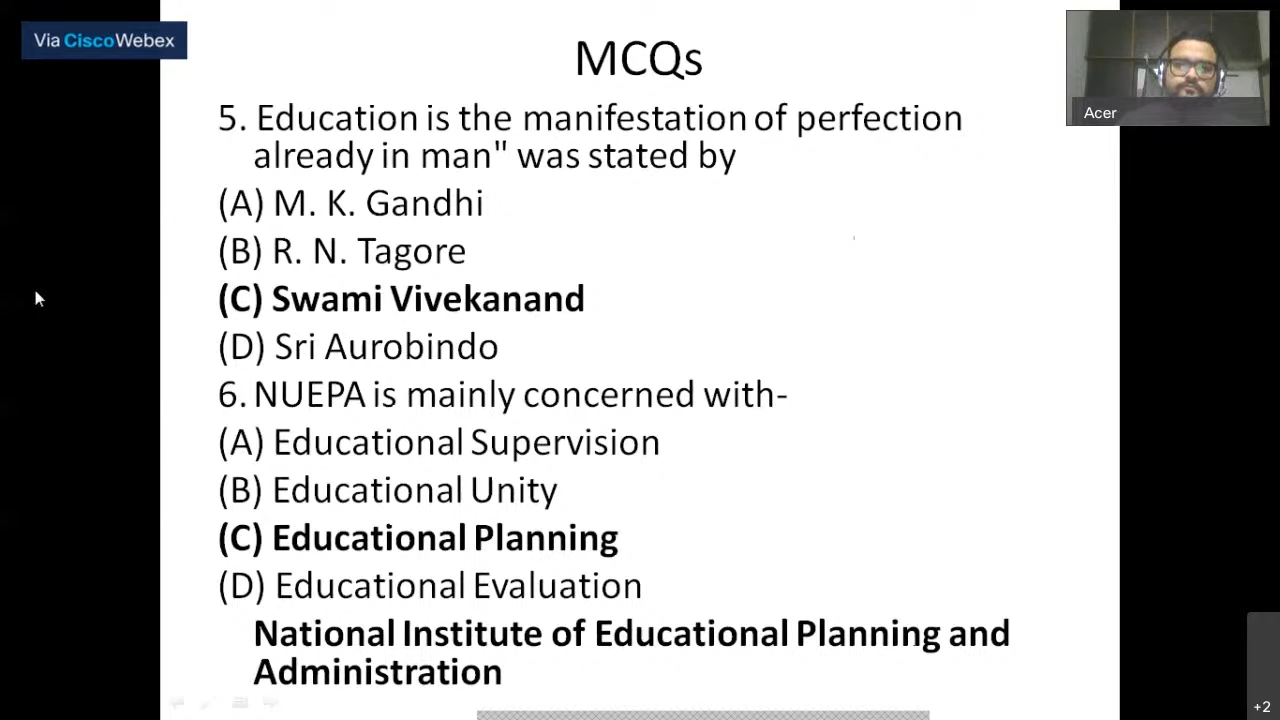 Via CiscoWebex
MCQs
Acer
5. Education is the manifestation of perfection
already in man" was stated by
(A) M. K. Gandhi
(B) R. N. Tagore
(C) Swami Vivekanand
(D) Sri Aurobindo
6. NUEPA is mainly concerned with-
(A) Educational Supervision
(B) Educational Unity
(C) Educational Planning
(D) Educational Evaluation
National Institute of Educational Planning and
Administration
+2